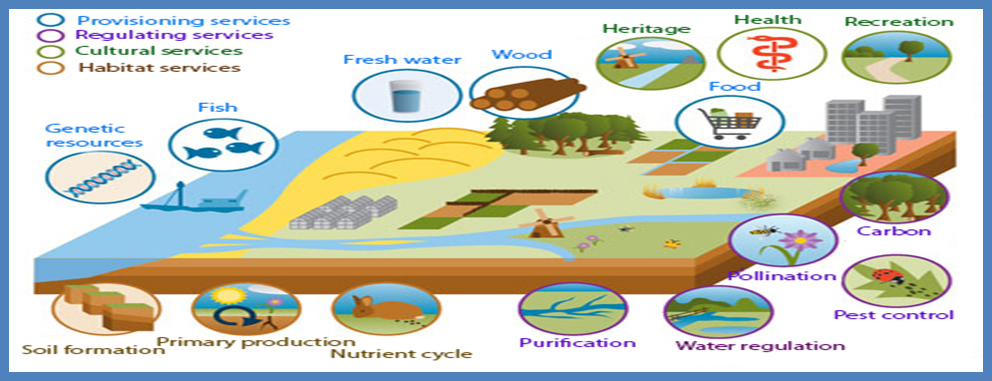 Provisioning services
Regulating services
Cultural services
Habitat services
Heritage
Health
Recreation
Fresh water
Wood
Food
Fish
Genetic
resources
Carbon
Pollination
Pest control
Soil formation
Primary production
Nutrient cycle
Purification
Water regulation